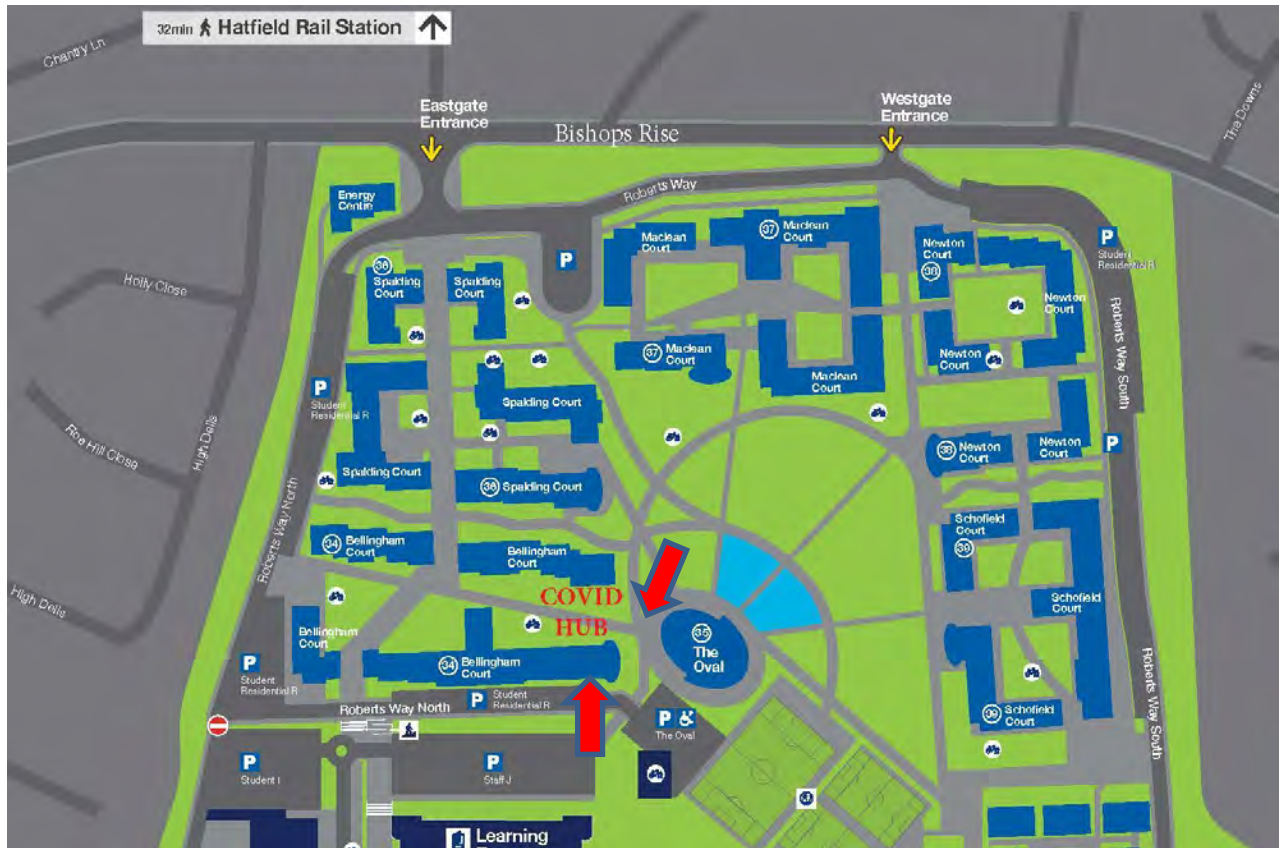 32min Hatfield Rail Station
Chantry Ln
Eastgate
Entrance
Westgate
Entrance
The Downs
Bishops Rise
Roberts Way
Energy
Centre
37 Maclean
Court
Maclean
Court
Newton
Court
38
P
Student
Residential R
P
36
Spalding
Court
Spalding
Court
Holly Close
Newton
Court
Roberts Way South
37 Maclean
Court
Maclean
Court
Newton
Court
P
Student
Residential R
Spalding Court
Roe Hill Close
High Dells
38 Newton
Court
Newton
Court
P
Spalding Court
36 Spalding Court
Roberts Way North
Schofield
Court
39
34 Bellingham
Court
Bellingham
Court
High Dells
COVID
HUB
Schofield
Court
Bellingham
Court
35
The
Oval
34 Bellingham
Court
P
Student
Residential R
P
Student
Residential R
Roberts Way North
P
The Oval
39 Schofield
Court
Roberts Way South
P
Student I
P
Staff J
Learning